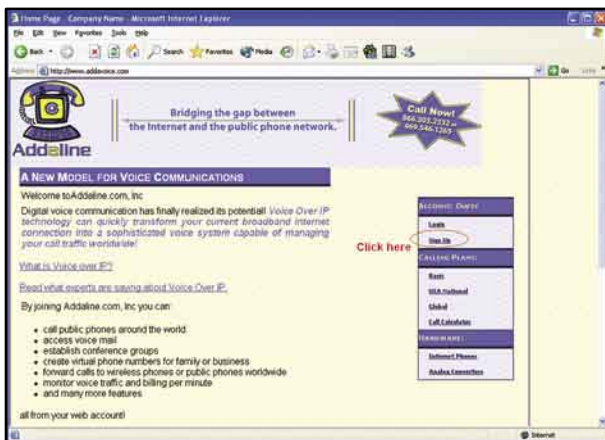 Home Page - Company Name - Microsoft Internet Explorer
File Edit View Favorites Tools Help
Back Search Favorites Media
Address http://www.addavoice.com Go
Addaline
Bridging the gap between
the Internet and the public phone network.
Call Now!
A NEW MODEL FOR VOICE COMMUNICATIONS
Welcome toAddaline.com, Inc
Digital voice communication has finally realized its potential! Voice Over IP
technology can quickly transform your current broadband internet
connection into a sophisticated voice system capable of managing
your call traffic worldwide!
What is Voice over IP?
Read what experts are saying about Voice Over IP.
By joining Addaline.com, Inc you can:
call public phones around the world
access voice mail
establish conference groups
create virtual phone numbers for family or business
forward calls to wireless phones or public phones worldwide
monitor voice traffic and billing per minute
and many more features
all from your web account!
Login
Sign Up
Click here
CALLING PLANS:
Basic
USA National
Global
Call Calculator
HARDWARE:
Internet Phones
Analog Converters
Internet